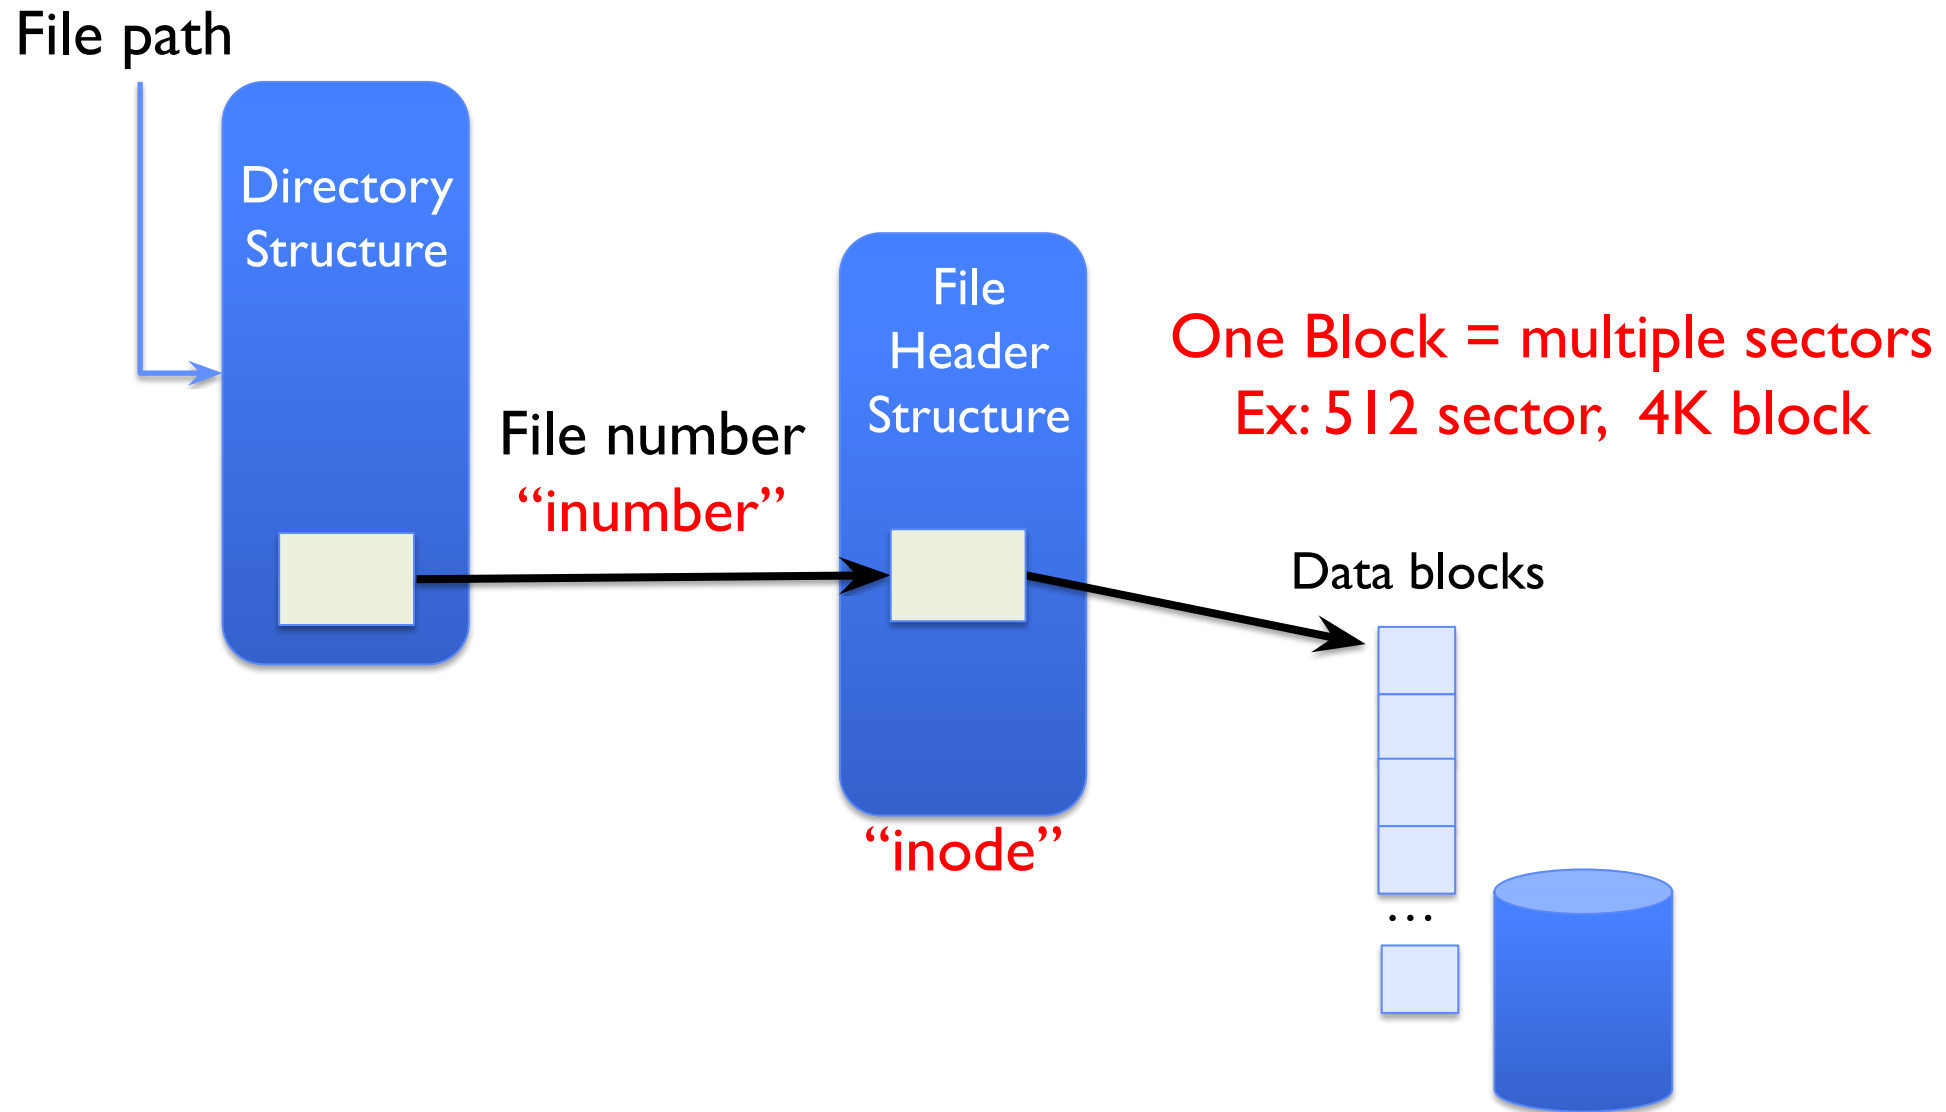 File path
Directory
Structure
File
Header
Structure
File number
“inumber”
One Block = multiple sectors
Ex: 512 sector, 4K block
Data blocks
“inode”
...